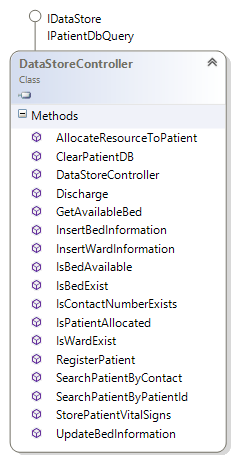 IDataStore
IPatientDbQuery
DataStoreController
Class
Methods
AllocateResourceToPatient
ClearPatientDB
DataStoreController
Discharge
GetAvailableBed
InsertBedInformation
InsertWardInformation
IsBedAvailable
IsBedExist
IsContactNumberExists
IsPatientAllocated
IsWardExist
RegisterPatient
SearchPatientByContact
SearchPatientByPatientId
StorePatientVitalSigns
UpdateBedInformation